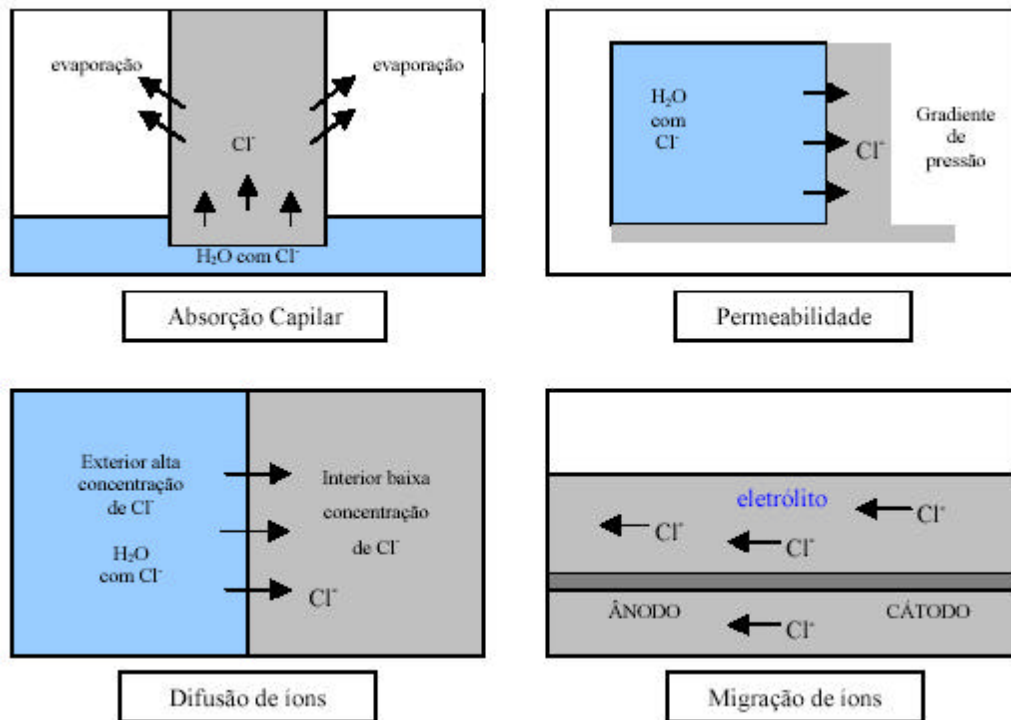 evaporação
evaporação
Cl⁻
H₂O com Cl⁻
Absorção Capilar
H₂O
com
Cl⁻
Cl⁻
Gradiente
de
pressão
Permeabilidade
Exterior alta
concentração
de Cl⁻
H₂O
com Cl⁻
Interior baixa
concentração
de Cl⁻
Cl⁻
Difusão de íons
eletrólito
Cl⁻
Cl⁻
Cl⁻
ÂNODO
CÁTODO
Cl⁻
Migração de íons